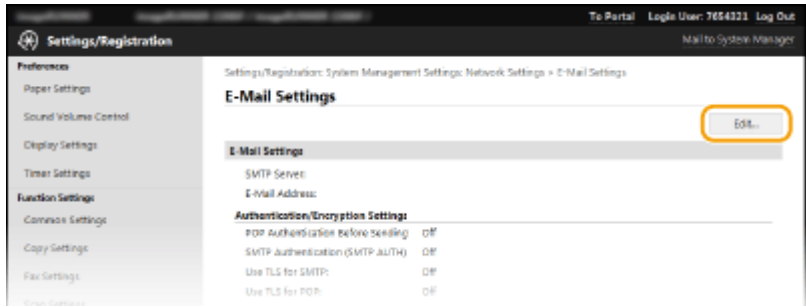 To Portal Login User: 7654321 Log Out
Settings/Registration
Mail to System Manager
Preferences
Paper Settings
Sound Volume Control
Display Settings
Timer Settings
Function Settings
Common Settings
Copy Settings
Fax Settings
Scan Settings
Settings/Registration: System Management Settings: Network Settings > E-Mail Settings
E-Mail Settings
Edit...
E-Mail Settings
SMTP Server:
E-Mail Address:
Authentication/Encryption Settings
POP Authentication Before Sending Off
SMTP Authentication (SMTP AUTH) Off
Use TLS for SMTP: Off
Use TLS for POP: Off